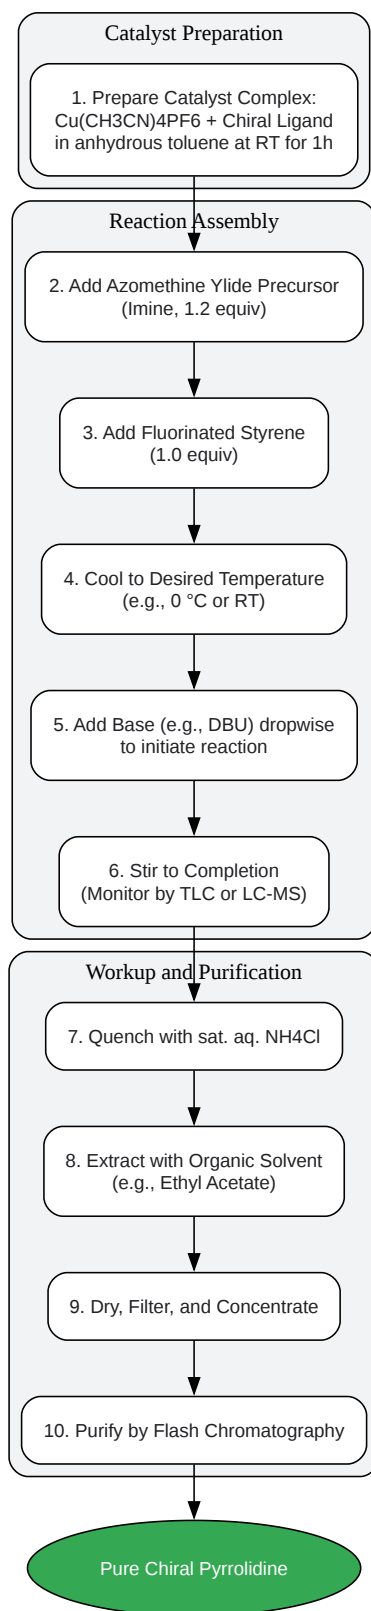 Catalyst Preparation
1. Prepare Catalyst Complex:
Cu(CH3CN)4PF6 + Chiral Ligand
in anhydrous toluene at RT for 1h
Reaction Assembly
2. Add Azomethine Ylide Precursor
(Imine, 1.2 equiv)
3. Add Fluorinated Styrene
(1.0 equiv)
4. Cool to Desired Temperature
(e.g., 0 °C or RT)
5. Add Base (e.g., DBU) dropwise
to initiate reaction
6. Stir to Completion
(Monitor by TLC or LC-MS)
Workup and Purification
7. Quench with sat. aq. NH4Cl
8. Extract with Organic Solvent
(e.g., Ethyl Acetate)
9. Dry, Filter, and Concentrate
10. Purify by Flash Chromatography
Pure Chiral Pyrrolidine